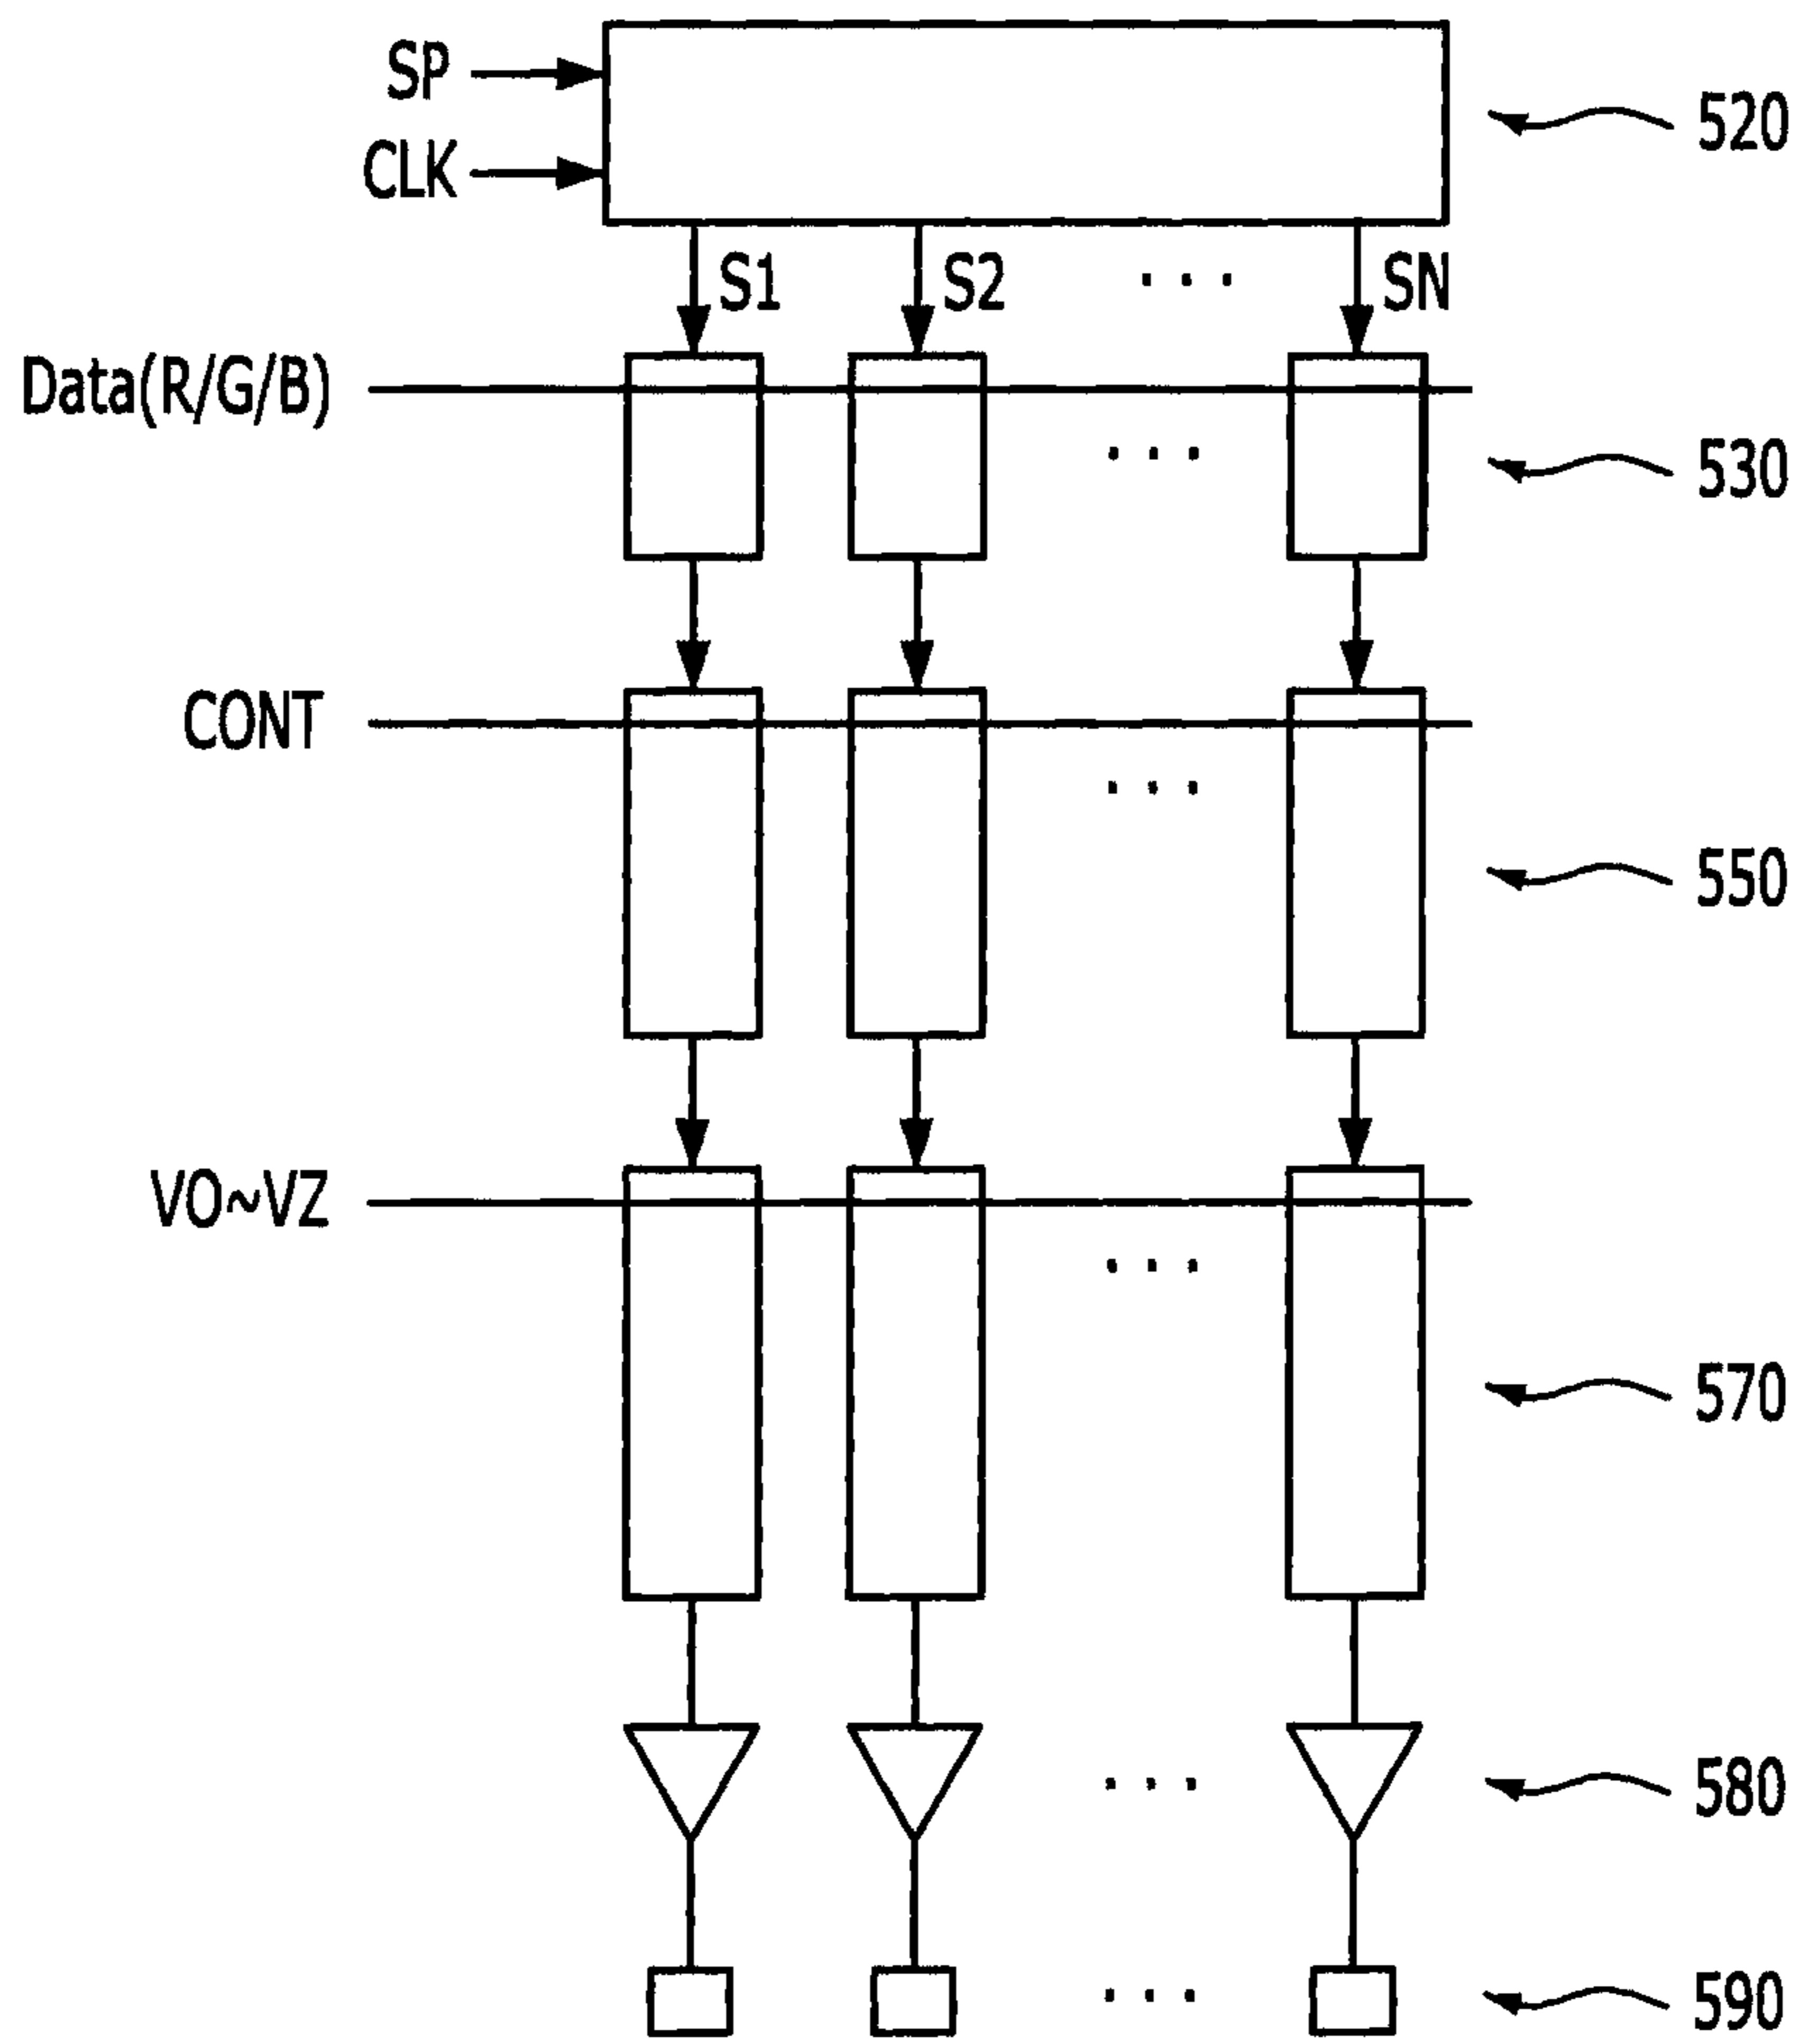 SP
520
CLK
S1 S2 ... SN
Data(R/G/B)
... 530
CONT
...
550
VO~VZ
...
570
... 580
... 590